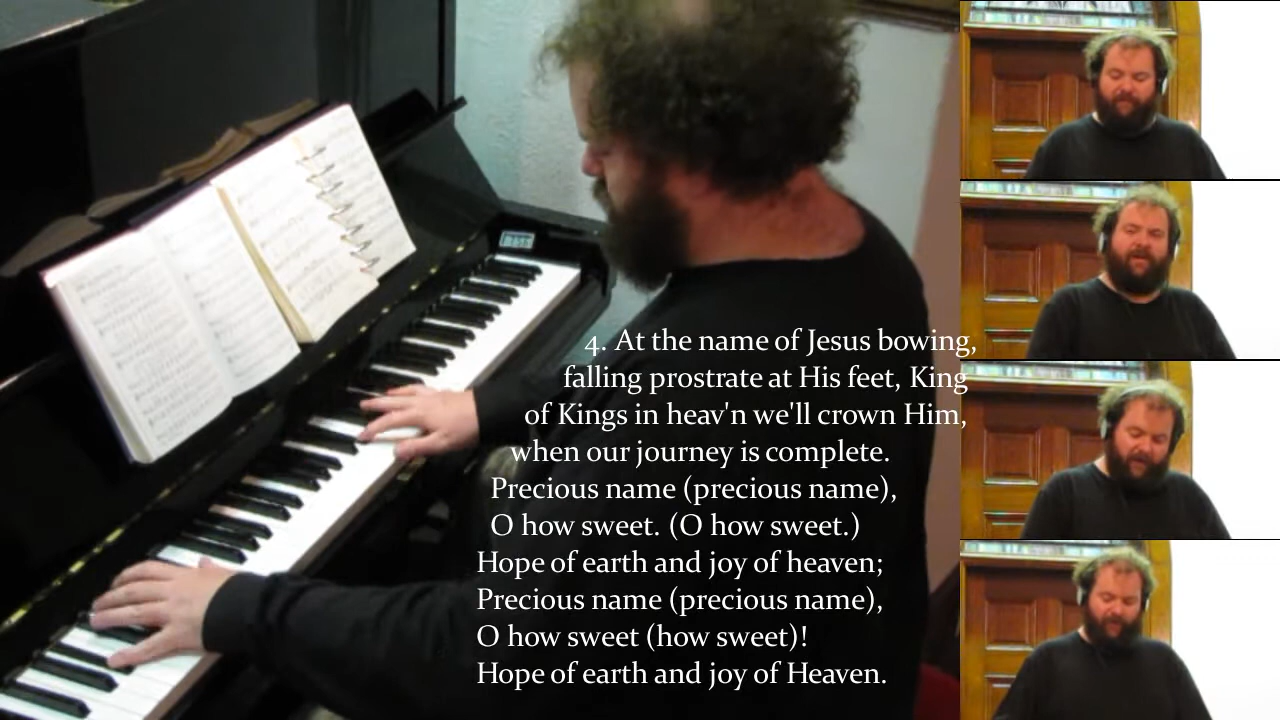 4. At the name of Jesus bowing,
falling prostrate at His feet, King
of Kings in heav'n we'll crown Him,
when our journey is complete.
Precious name (precious name),
O how sweet. (O how sweet.)
Hope of earth and joy of heaven;
Precious name (precious name),
O how sweet (how sweet)!
Hope of earth and joy of Heaven.